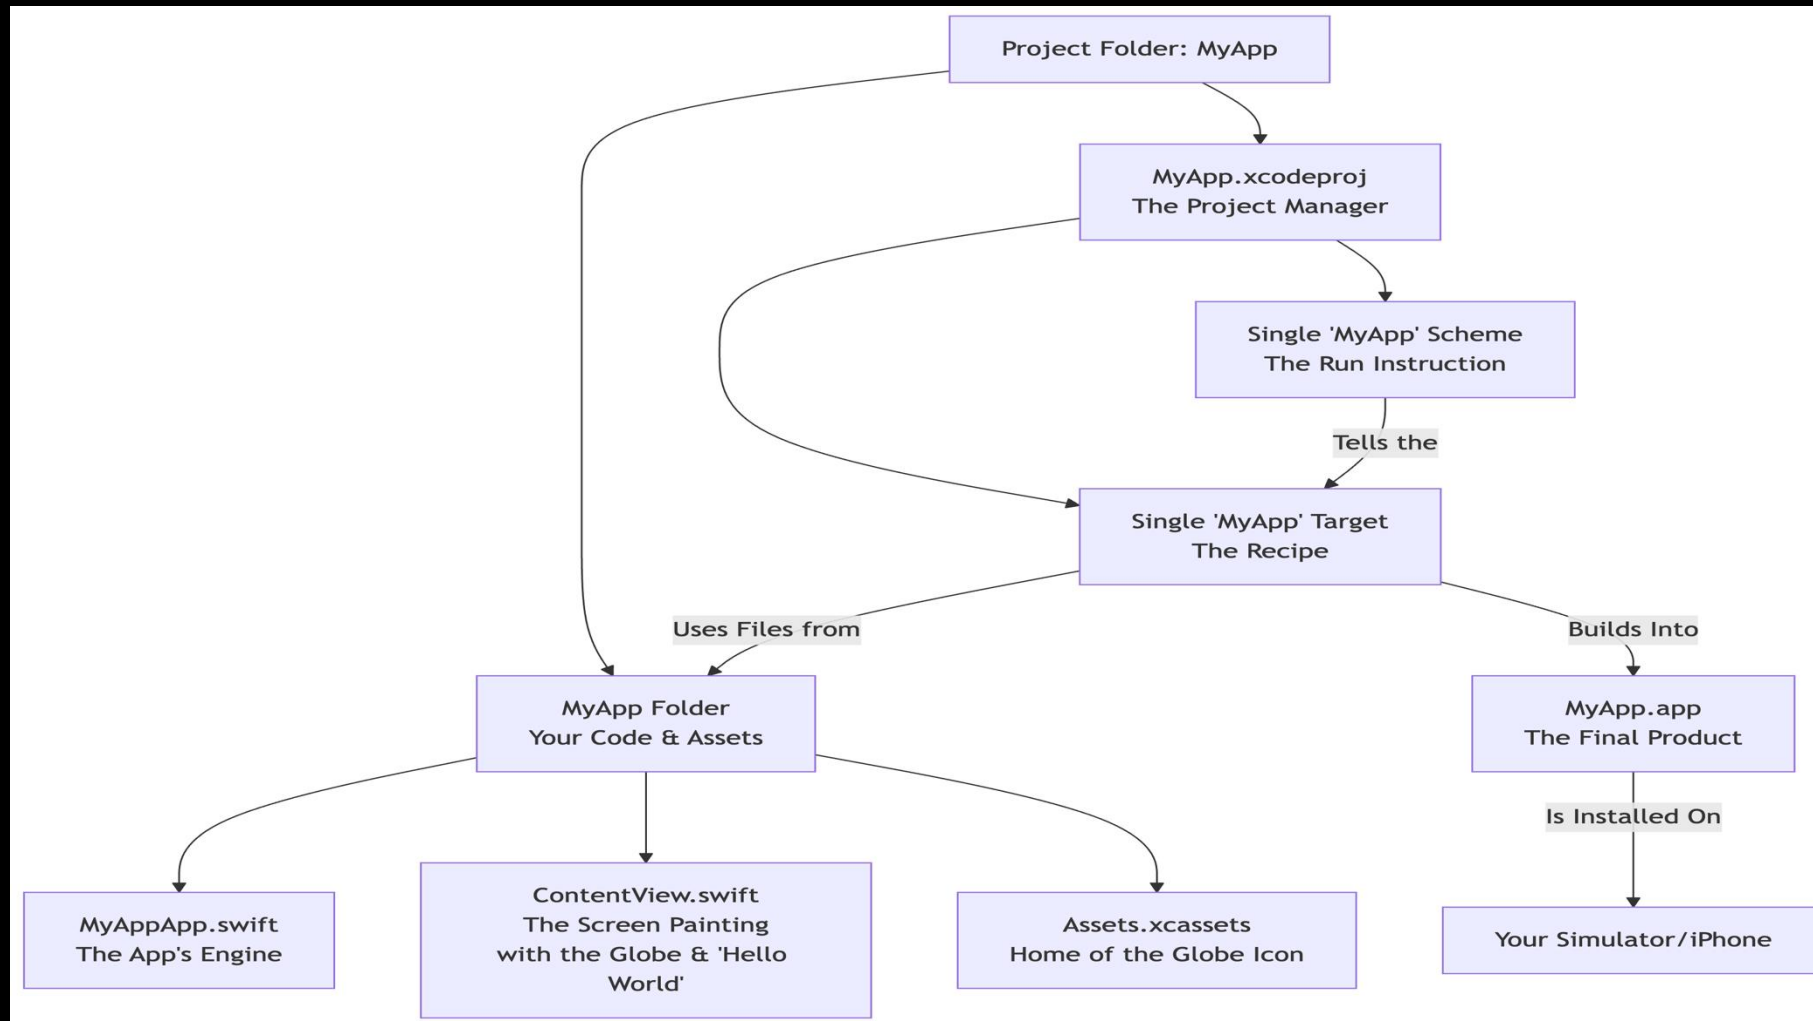 Project Folder: MyApp
MyApp.xcodeproj
The Project Manager
Single 'MyApp' Scheme
The Run Instruction
Tells the
Single 'MyApp' Target
The Recipe
Uses Files from
Builds Into
MyApp Folder
Your Code & Assets
MyApp.app
The Final Product
Is Installed On
MyAppApp.swift
The App's Engine
ContentView.swift
The Screen Painting
with the Globe & 'Hello
World'
Assets.xcassets
Home of the Globe Icon
Your Simulator/iPhone